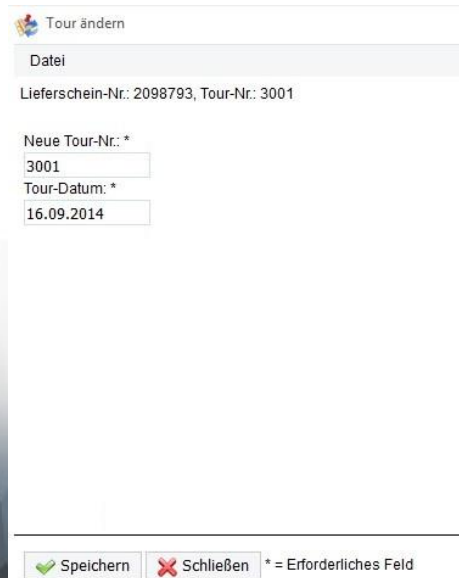 Tour ändern
Datei
Lieferschein-Nr.: 2098793, Tour-Nr.: 3001
Neue Tour-Nr.: *
3001
Tour-Datum: *
16.09.2014
Speichern Schließen * = Erforderliches Feld